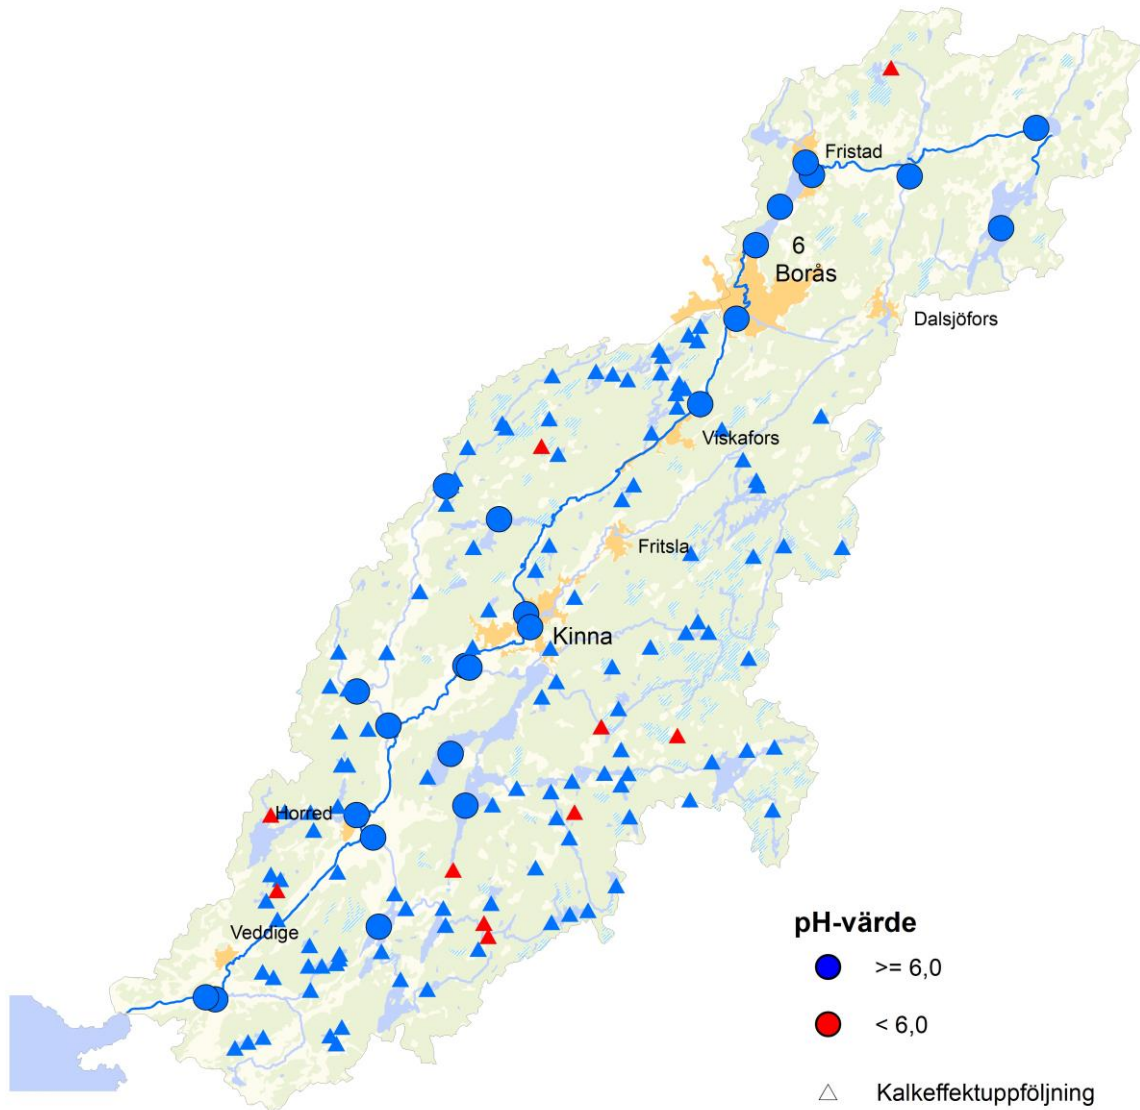 Fristad
6
Borås
Dalsjöfors
Viskafors
Fritsla
Kinna
Horred
Veddige
pH-värde
>= 6,0
< 6,0
Kalkeffektuppföljning